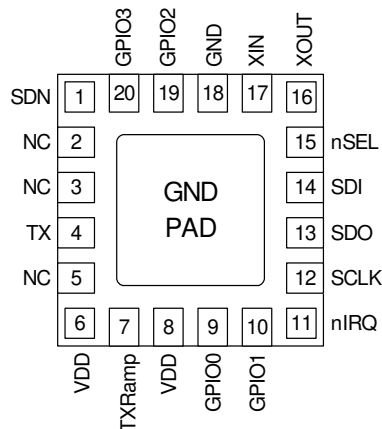 GPIO3
GPIO2
GND
XIN
XOUT
20
19
18
17
16
SDN
1
15
nSEL
NC
2
14
SDI
NC
3
GND
PAD
13
SDO
TX
4
12
SCLK
NC
5
11
nIRQ
6
7
8
9
10
VDD
TXRamp
VDD
GPIO0
GPIO1